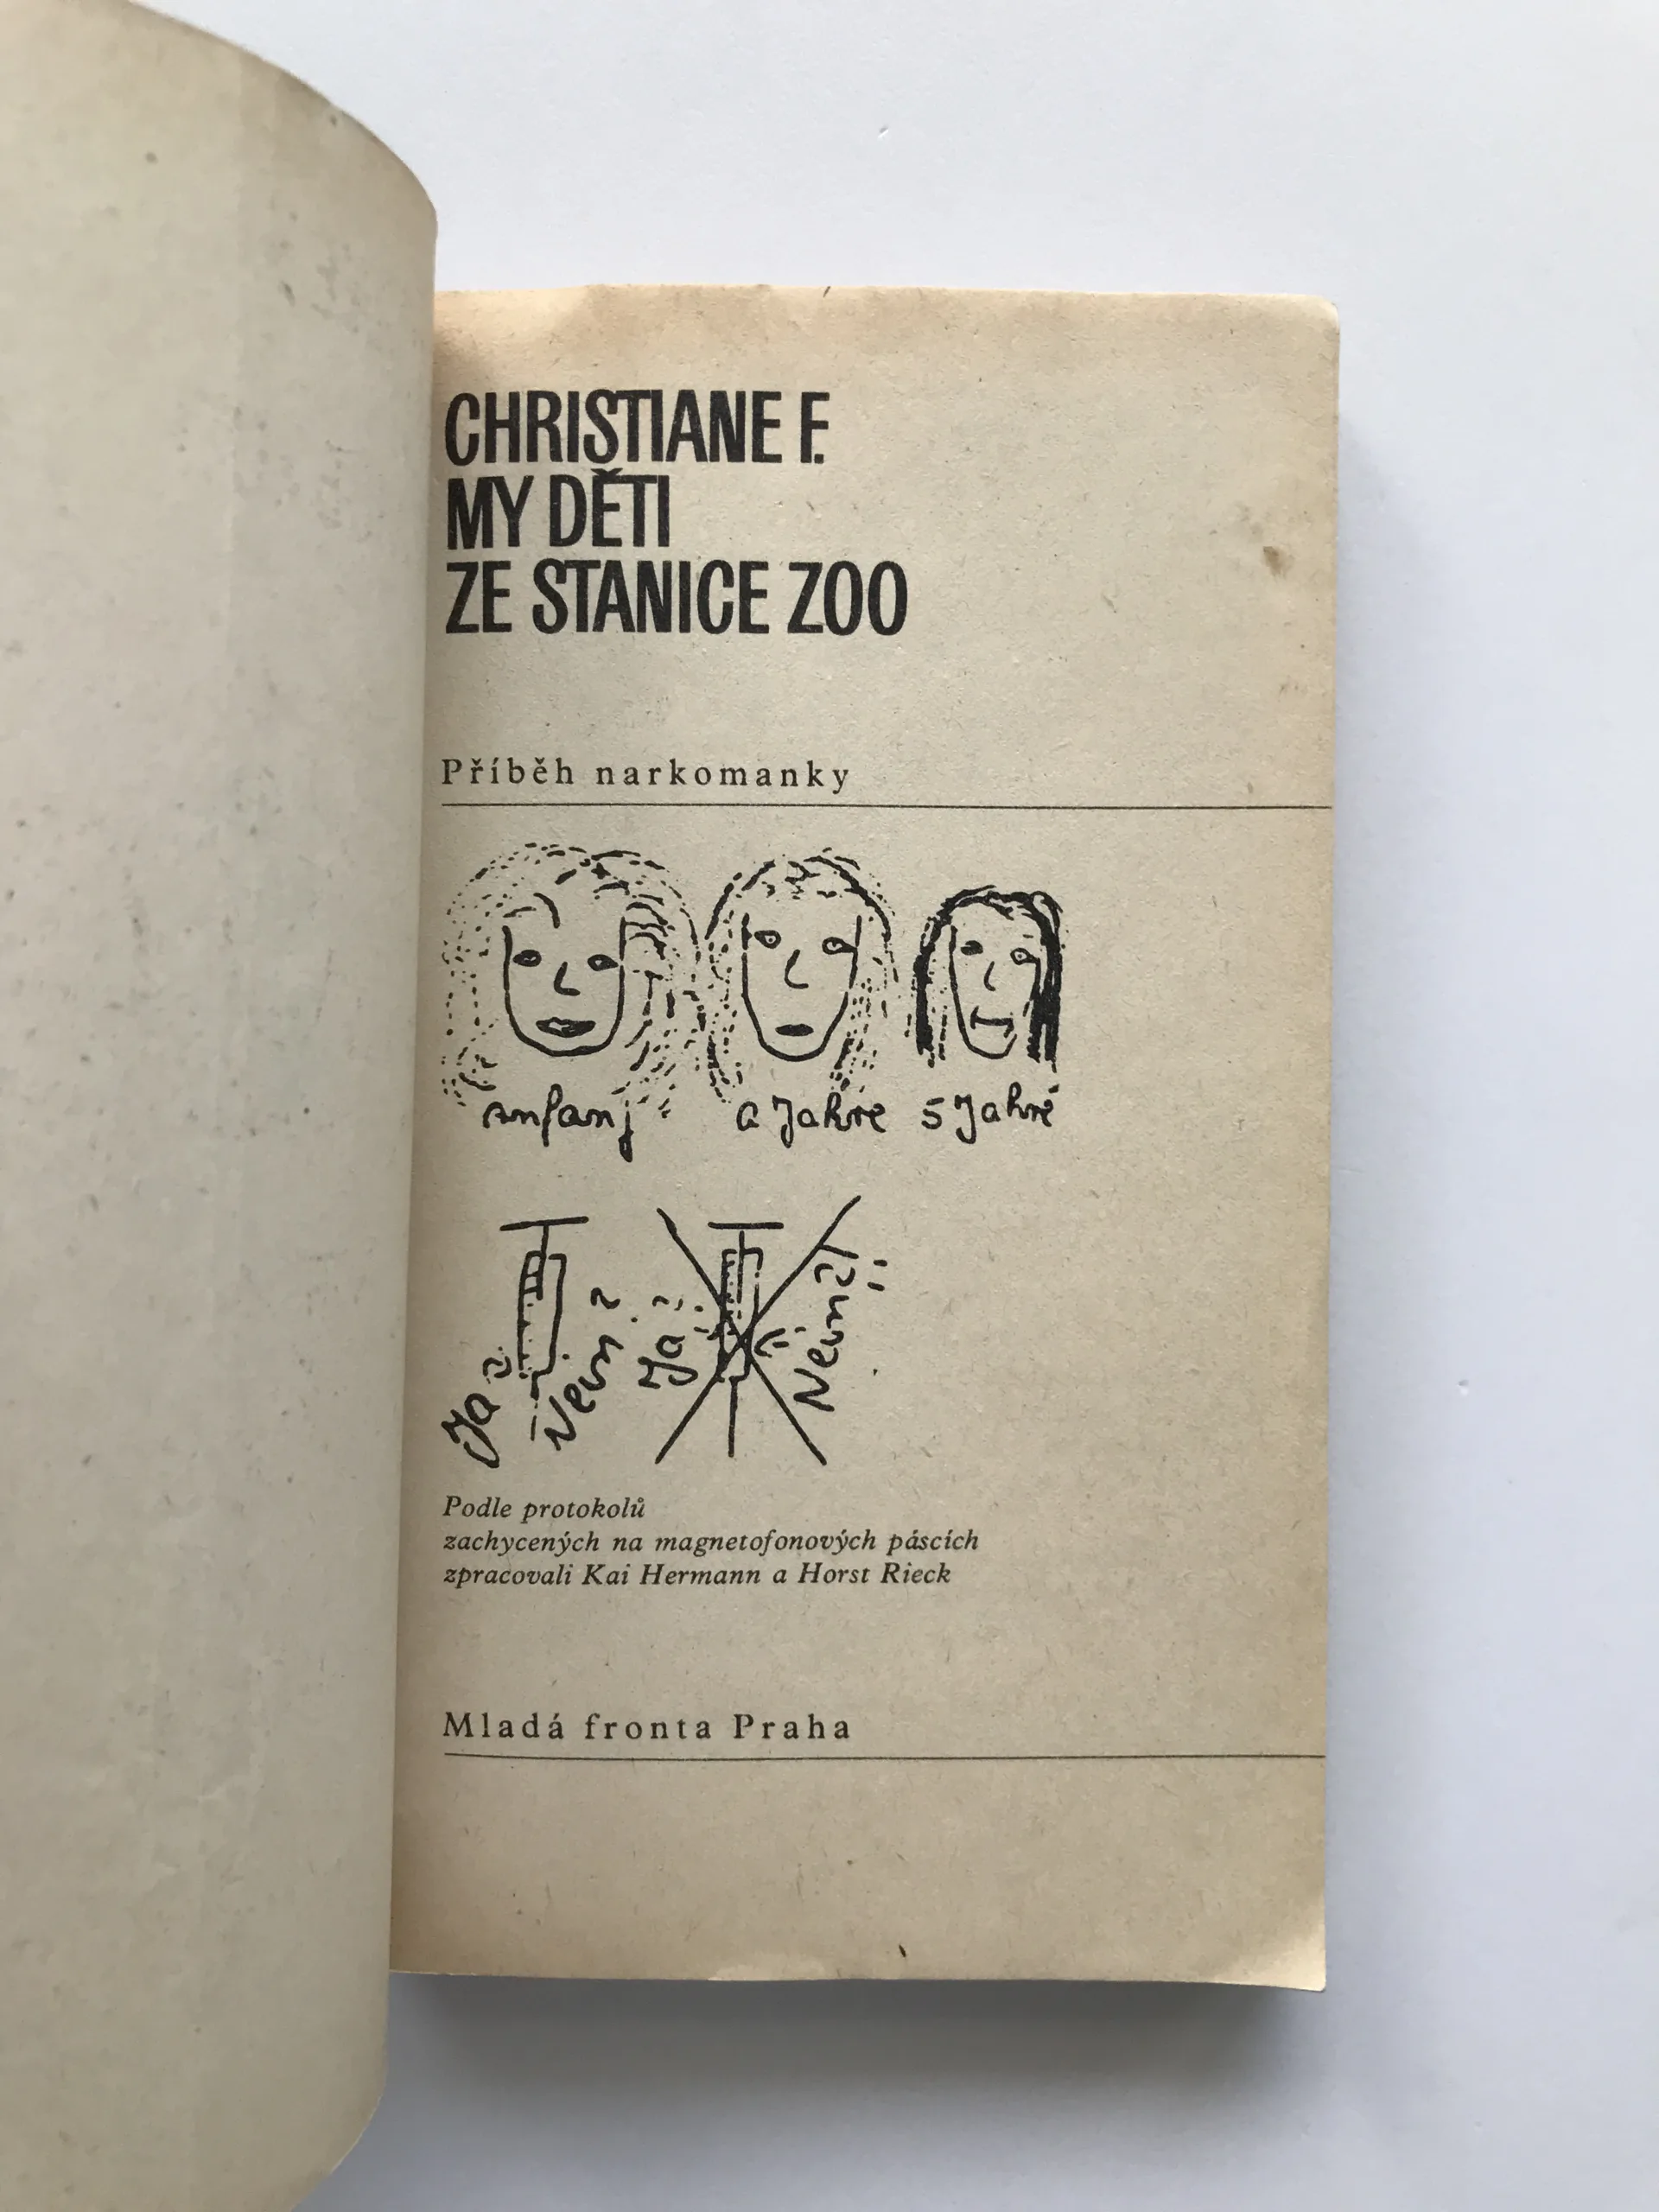 CHRISTIANE F.
MY DĚTI
ZE STANICE ZOO
Příběh narkomanky
anfang
a Jahre 5 Jahre
Ja ? Nein ? Ja ? Nein ?
Podle protokolů
zachycených na magnetofonových páscích
zpracovali Kai Hermann a Horst Rieck
Mladá fronta Praha